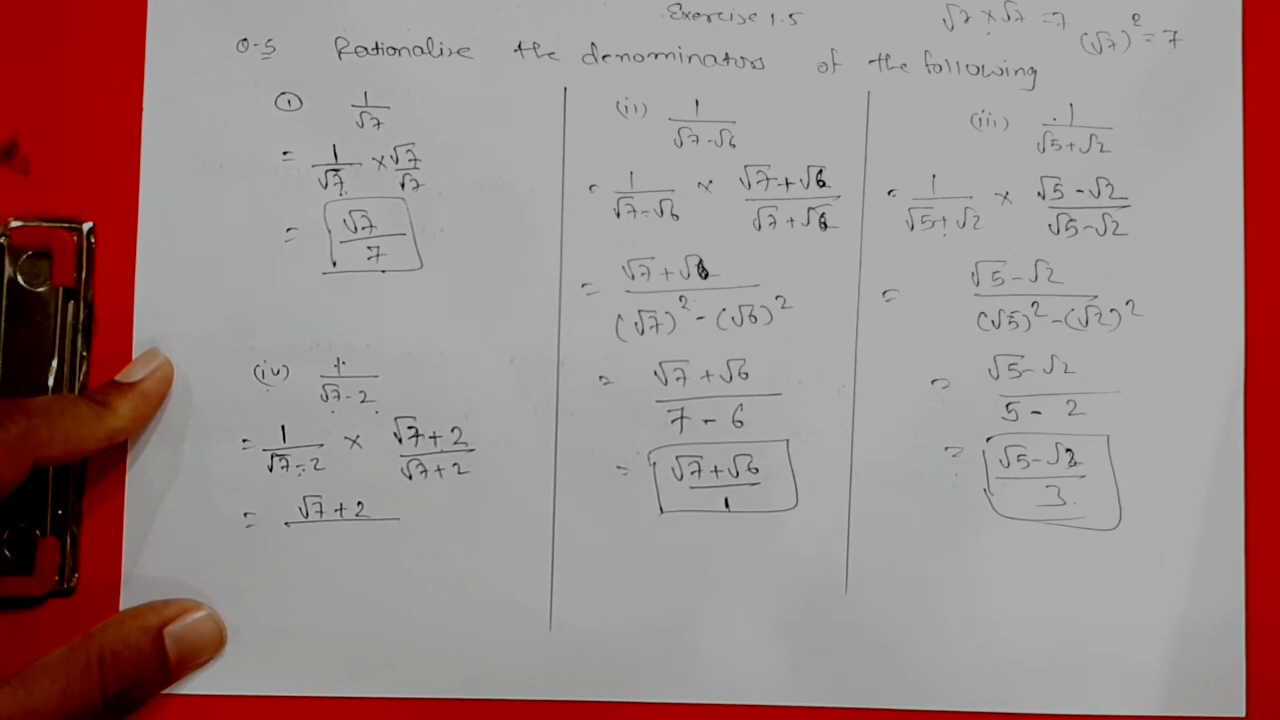 Exercise 1.5
√7 × √7 = 7
(√7)² = 7
Q-5 Rationalise the denominators of the following
(i) 1/√7
= 1/√7 × √7/√7
= √7/7
(ii) 1/√7-√6
= 1/√7-√6 × √7+√6/√7+√6
= √7+√6/(√7)²-(√6)²
= √7+√6/7-6
= √7+√6/1
(iii) 1/√5+√2
= 1/√5+√2 × √5-√2/√5-√2
= √5-√2/(√5)²-(√2)²
= √5-√2/5-2
= √5-√2/3
(iv) 1/√7-2
= 1/√7-2 × √7+2/√7+2
= √7+2